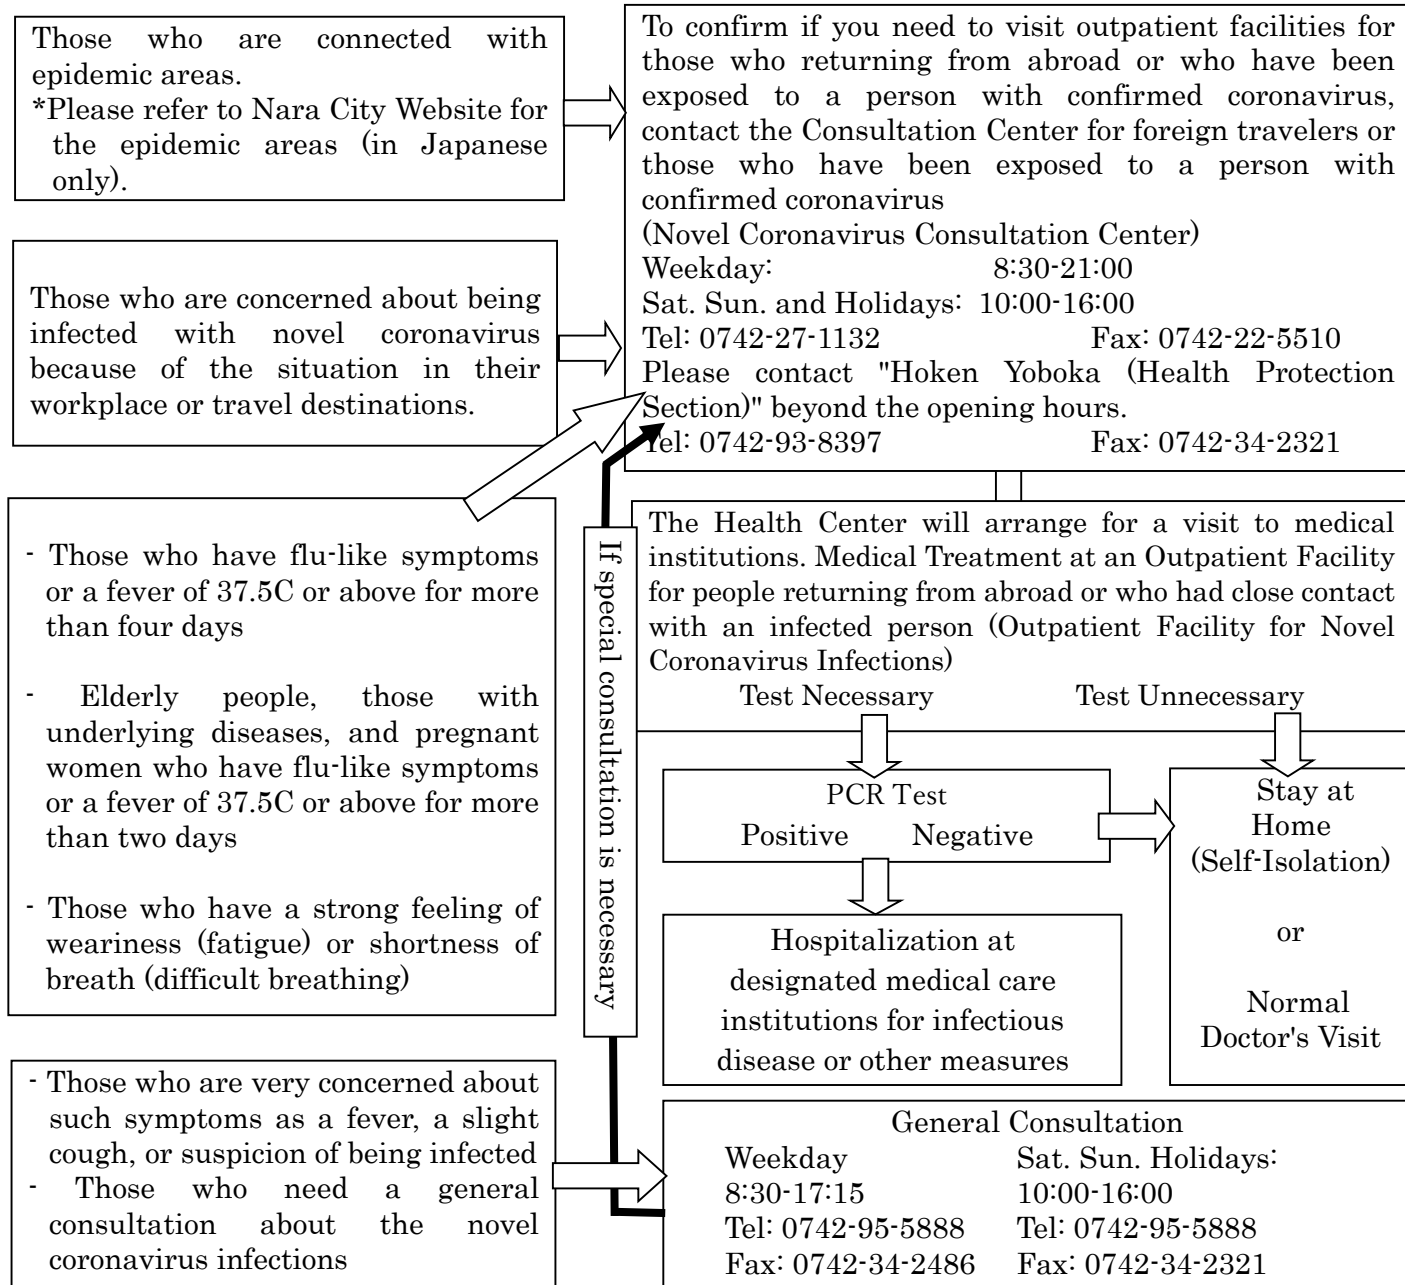 Those who are connected with
epidemic areas.
*Please refer to Nara City Website for
the epidemic areas (in Japanese
only).
To confirm if you need to visit outpatient facilities for
those who returning from abroad or who have been
exposed to a person with confirmed coronavirus,
contact the Consultation Center for foreign travelers or
those who have been exposed to a person with
confirmed coronavirus
(Novel Coronavirus Consultation Center)
Weekday: 8:30-21:00
Sat. Sun. and Holidays: 10:00-16:00
Tel: 0742-27-1132 Fax: 0742-22-5510
Please contact "Hoken Yoboka (Health Protection
Section)" beyond the opening hours.
Tel: 0742-93-8397 Fax: 0742-34-2321
Those who are concerned about being
infected with novel coronavirus
because of the situation in their
workplace or travel destinations.
- Those who have flu-like symptoms
or a fever of 37.5C or above for more
than four days
- Elderly people, those with
underlying diseases, and pregnant
women who have flu-like symptoms
or a fever of 37.5C or above for more
than two days
- Those who have a strong feeling of
weariness (fatigue) or shortness of
breath (difficult breathing)
If special consultation is necessary
The Health Center will arrange for a visit to medical
institutions. Medical Treatment at an Outpatient Facility
for people returning from abroad or who had close contact
with an infected person (Outpatient Facility for Novel
Coronavirus Infections)
Test Necessary Test Unnecessary
PCR Test
Positive Negative
Stay at
Home
(Self-Isolation)
or
Normal
Doctor's Visit
Hospitalization at
designated medical care
institutions for infectious
disease or other measures
- Those who are very concerned about
such symptoms as a fever, a slight
cough, or suspicion of being infected
- Those who need a general
consultation about the novel
coronavirus infections
General Consultation
Weekday Sat. Sun. Holidays:
8:30-17:15 10:00-16:00
Tel: 0742-95-5888 Tel: 0742-95-5888
Fax: 0742-34-2486 Fax: 0742-34-2321